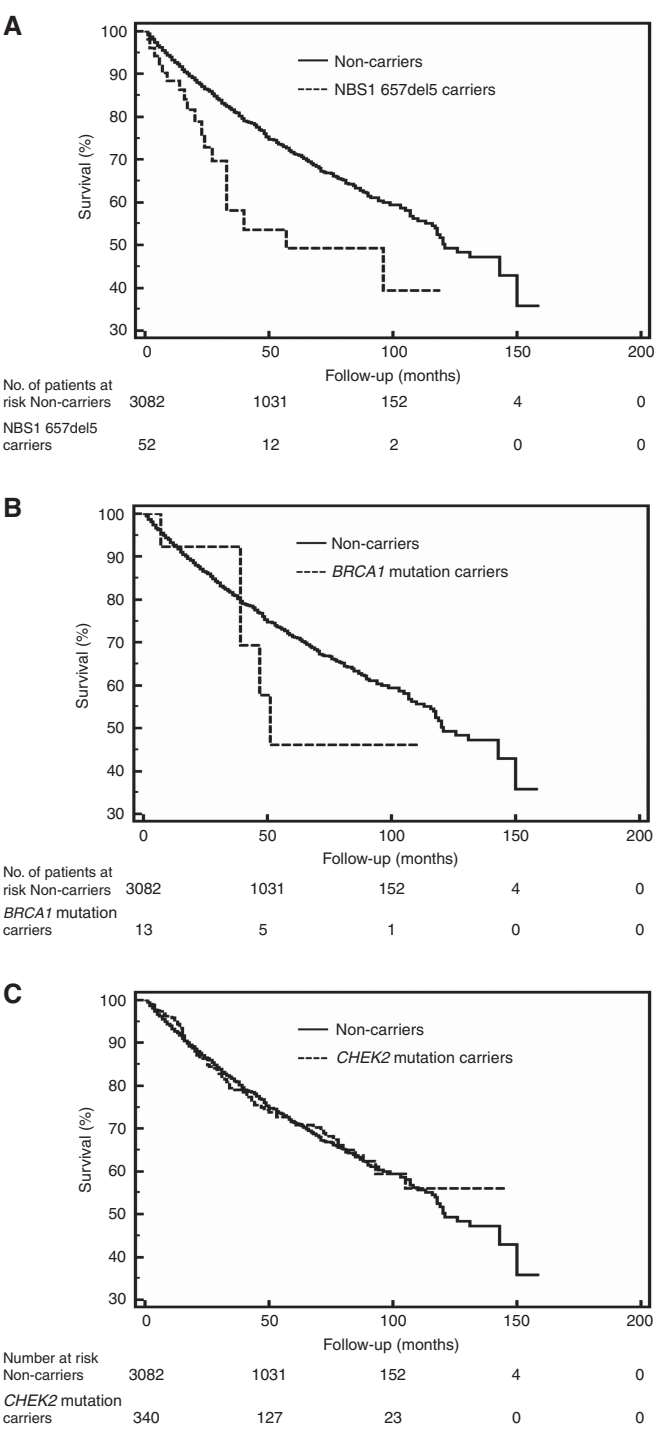 A
100
90
80
70
60
50
40
30
Survival (%)
Non-carriers
NBS1 657del5 carriers
0 50 100 150 200
Follow-up (months)
No. of patients at
risk Non-carriers 3082 1031 152 4 0
NBS1 657del5
carriers 52 12 2 0 0
B
100
90
80
70
60
50
40
30
Survival (%)
Non-carriers
BRCA1 mutation carriers
0 50 100 150 200
Follow-up (months)
No. of patients at
risk Non-carriers 3082 1031 152 4 0
BRCA1 mutation
carriers 13 5 1 0 0
C
100
90
80
70
60
50
40
30
Survival (%)
Non-carriers
CHEK2 mutation carriers
0 50 100 150 200
Follow-up (months)
Number at risk
Non-carriers 3082 1031 152 4 0
CHEK2 mutation
carriers 340 127 23 0 0